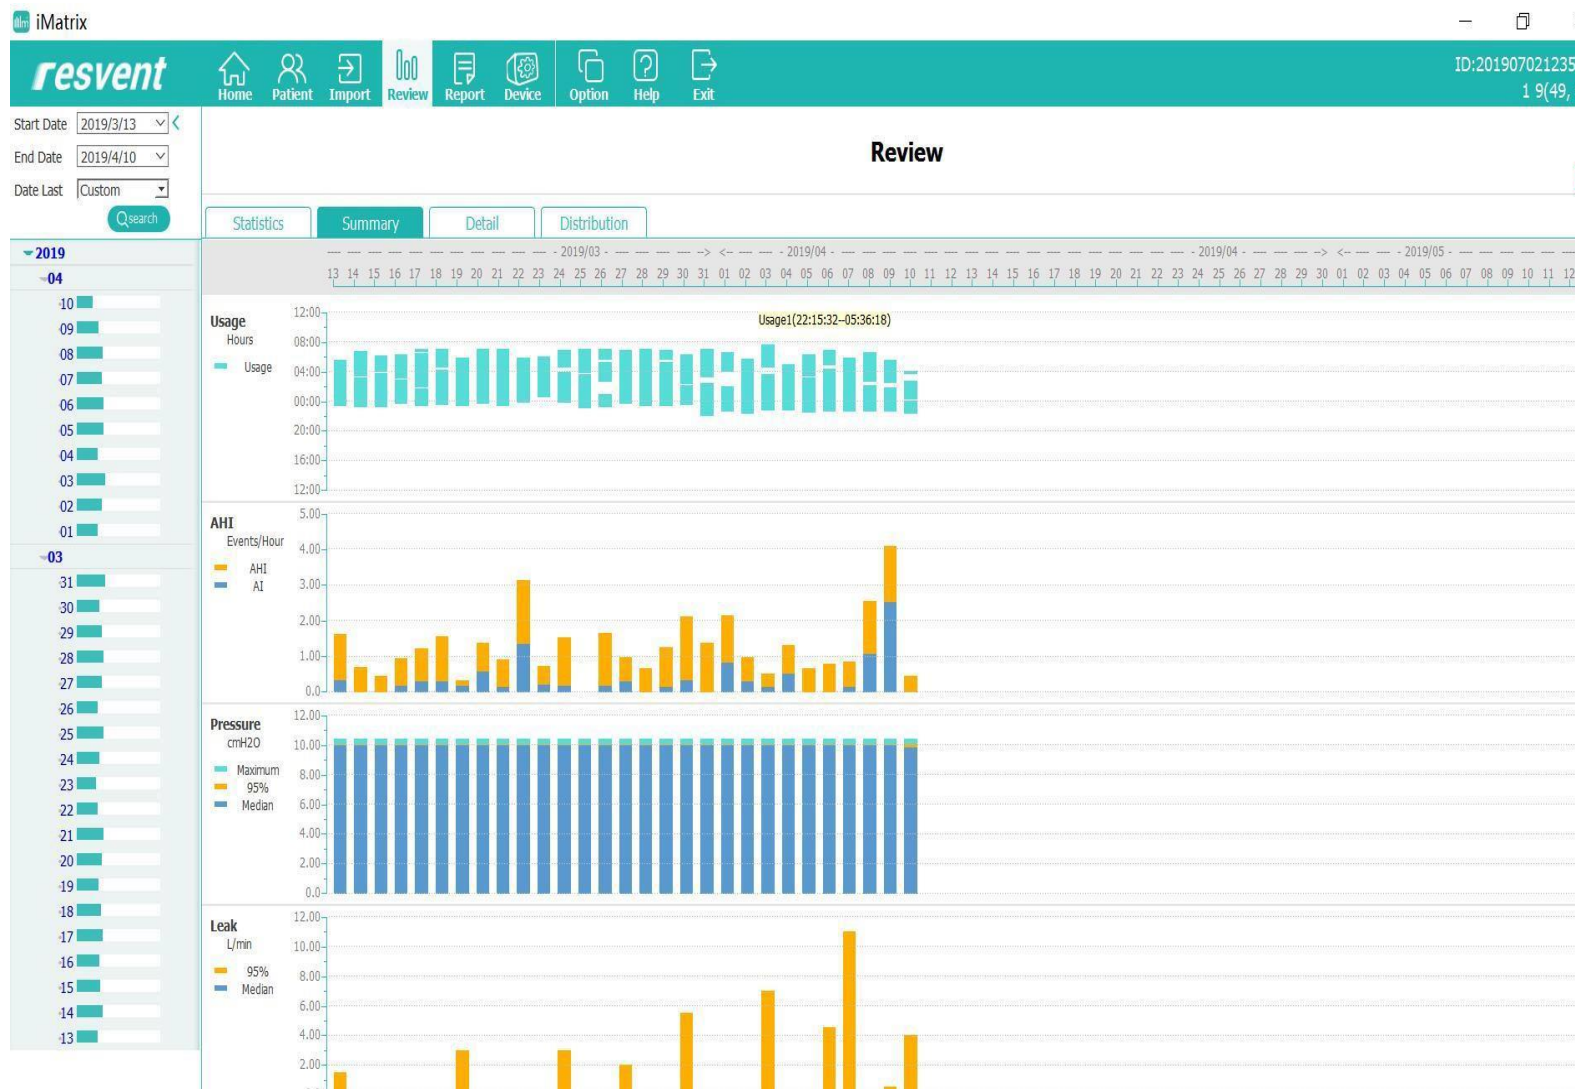 iMatrix
resvent
Home Patient Import Review Report Device Option Help Exit
ID:201907021235
1 9(49,
Start Date 2019/3/13
End Date 2019/4/10
Date Last Custom
search
Review
Statistics Summary Detail Distribution
2019
04
10
09
08
07
06
05
04
03
02
01
03
31
30
29
28
27
26
25
24
23
22
21
20
19
18
17
16
15
14
13
2019/03 --> <-- 2019/04 2019/04 --> <-- 2019/05
13 14 15 16 17 18 19 20 21 22 23 24 25 26 27 28 29 30 31 01 02 03 04 05 06 07 08 09 10 11 12 13 14 15 16 17 18 19 20 21 22 23 24 25 26 27 28 29 30 01 02 03 04 05 06 07 08 09 10 11 12
Usage
Hours
Usage
12:00
08:00
04:00
00:00
20:00
16:00
12:00
Usage1(22:15:32--05:36:18)
AHI
Events/Hour
AHI
AI
5.00
4.00
3.00
2.00
1.00
0.0
Pressure
cmH2O
Maximum
95%
Median
12.00
10.00
8.00
6.00
4.00
2.00
0.0
Leak
L/min
95%
Median
12.00
10.00
8.00
6.00
4.00
2.00